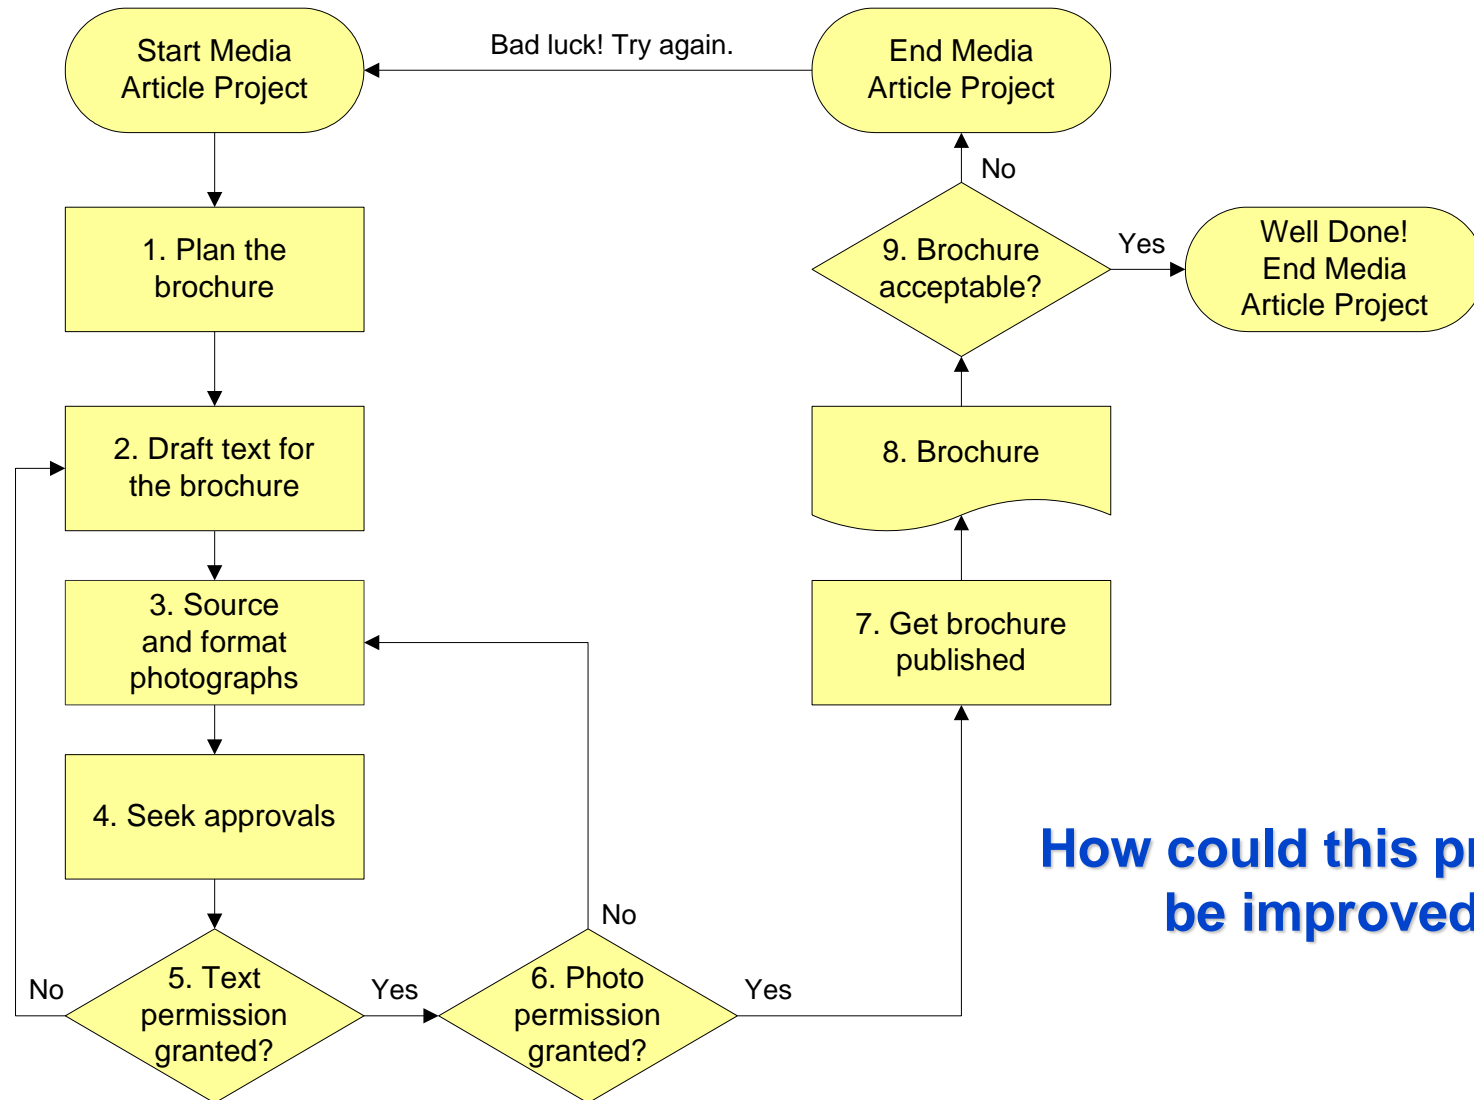 Start Media
Article Project
Bad luck! Try again.
End Media
Article Project
No
1. Plan the
brochure
9. Brochure
acceptable?
Yes
Well Done!
End Media
Article Project
2. Draft text for
the brochure
8. Brochure
3. Source
and format
photographs
7. Get brochure
published
4. Seek approvals
How could this
be improved
No
5. Text
permission
granted?
Yes
No
6. Photo
permission
granted?
Yes